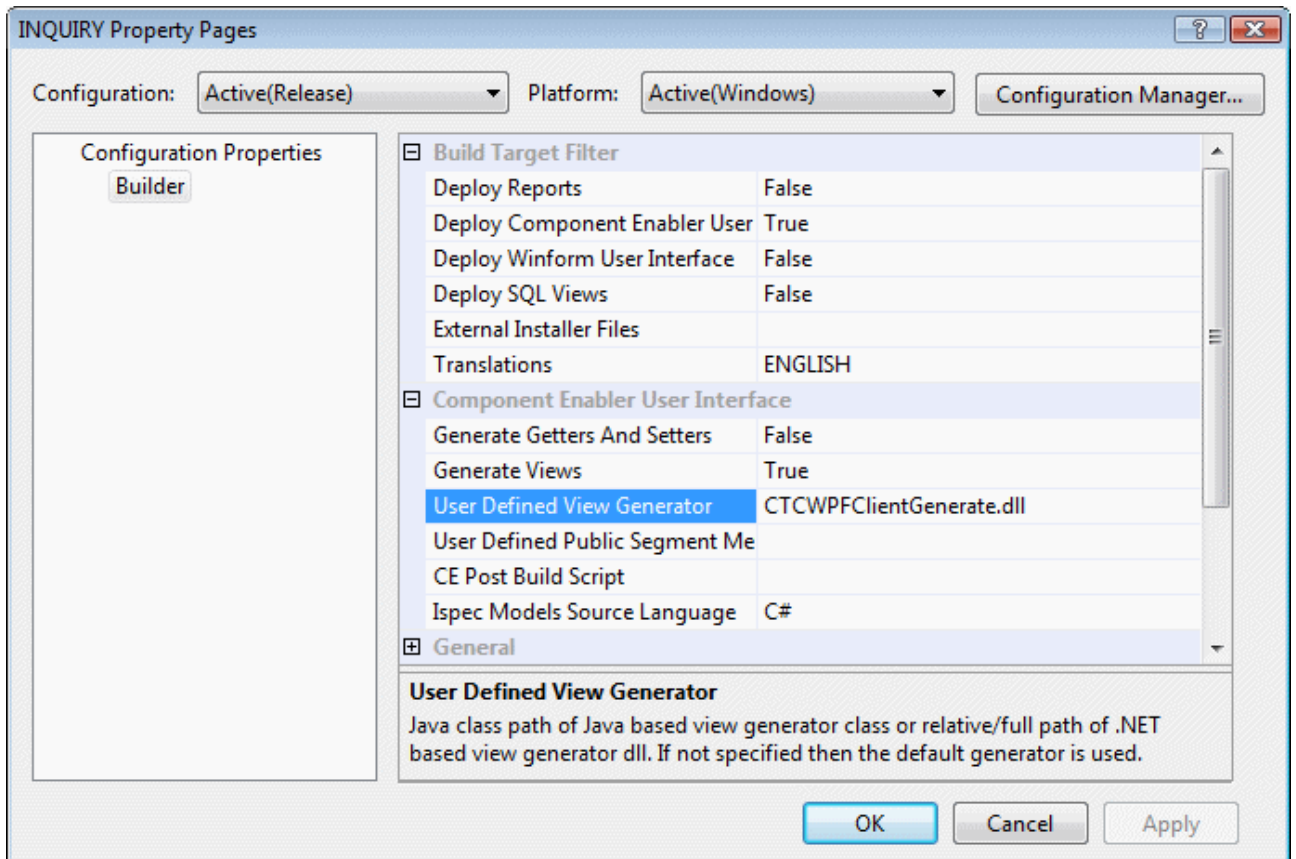 INQUIRY Property Pages
Configuration: Active(Release) Platform: Active(Windows) Configuration Manager...
Configuration Properties
Builder
Build Target Filter
Deploy Reports False
Deploy Component Enabler User True
Deploy Winform User Interface False
Deploy SQL Views False
External Installer Files
Translations ENGLISH
Component Enabler User Interface
Generate Getters And Setters False
Generate Views True
User Defined View Generator CTCWPFClientGenerate.dll
User Defined Public Segment Me
CE Post Build Script
Ispec Models Source Language C#
General
User Defined View Generator
Java class path of Java based view generator class or relative/full path of .NET
based view generator dll. If not specified then the default generator is used.
OK Cancel Apply